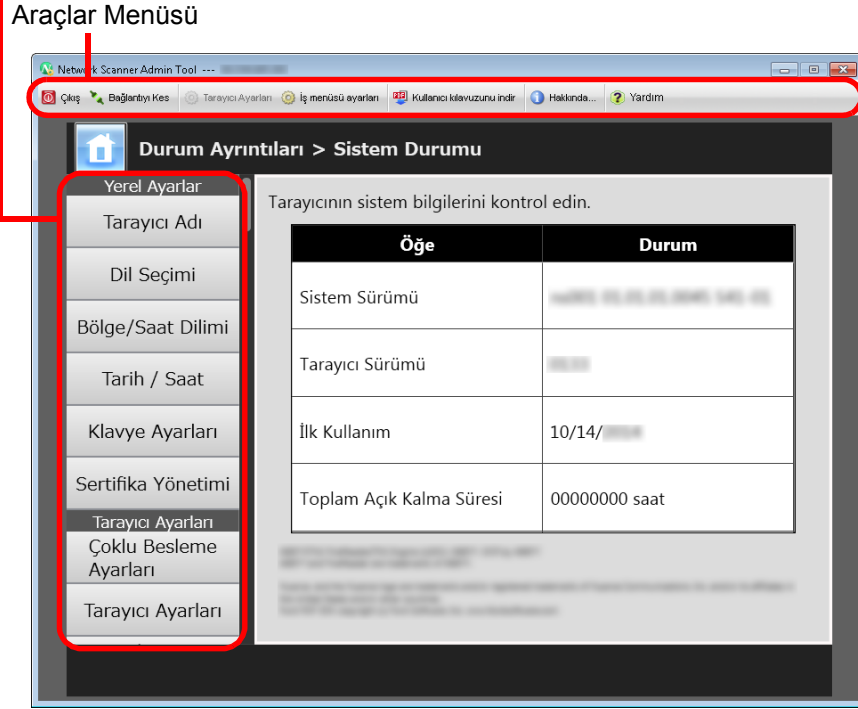 Araçlar Menüsü
Network Scanner Admin Tool ---
Çıkış Bağlantıyı Kes Tarayıcı Ayarları İş menüsü ayarları Kullanıcı kılavuzunu indir Hakkında... Yardım
Durum Ayrıntıları > Sistem Durumu
Yerel Ayarlar
Tarayıcı Adı
Dil Seçimi
Bölge/Saat Dilimi
Tarih / Saat
Klavye Ayarları
Sertifika Yönetimi
Tarayıcı Ayarları
Çoklu Besleme
Ayarları
Tarayıcı Ayarları
Tarayıcının sistem bilgilerini kontrol edin.
Öğe Durum
Sistem Sürümü
Tarayıcı Sürümü
İlk Kullanım 10/14/
Toplam Açık Kalma Süresi 00000000 saat